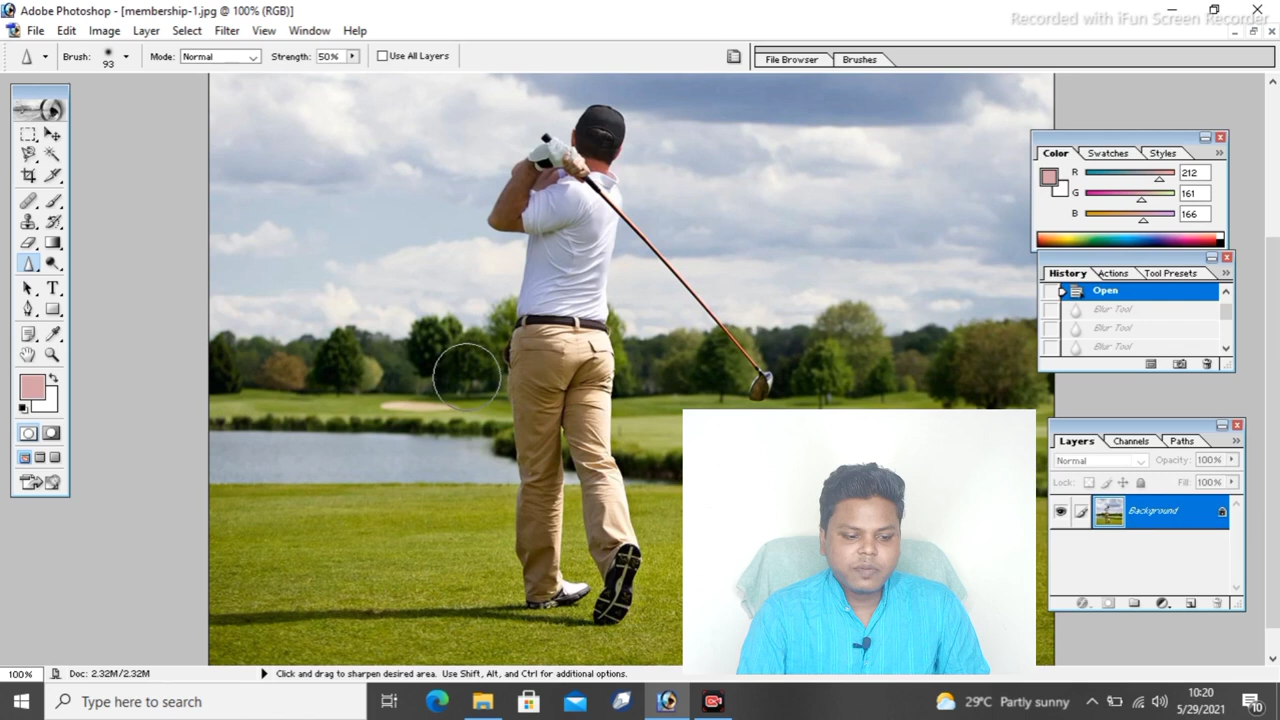 Adobe Photoshop - [membership-1.jpg @ 100% (RGB)]
Recorded with iFun Screen Recorder
File Edit Image Layer Select Filter View Window Help
Brush: 93 Mode: Normal Strength: 50% Use All Layers File Browser Brushes
Color Swatches Styles
R 212
G 161
B 166
History Actions Tool Presets
Open
Blur Tool
Blur Tool
Blur Tool
Layers Channels Paths
Normal Opacity: 100%
Lock: Fill: 100%
Background
T
100% Doc: 2.32M/2.32M Click and drag to sharpen desired area. Use Shift, Alt, and Ctrl for additional options.
Type here to search
29°C Partly sunny
10:20
5/29/2021
10